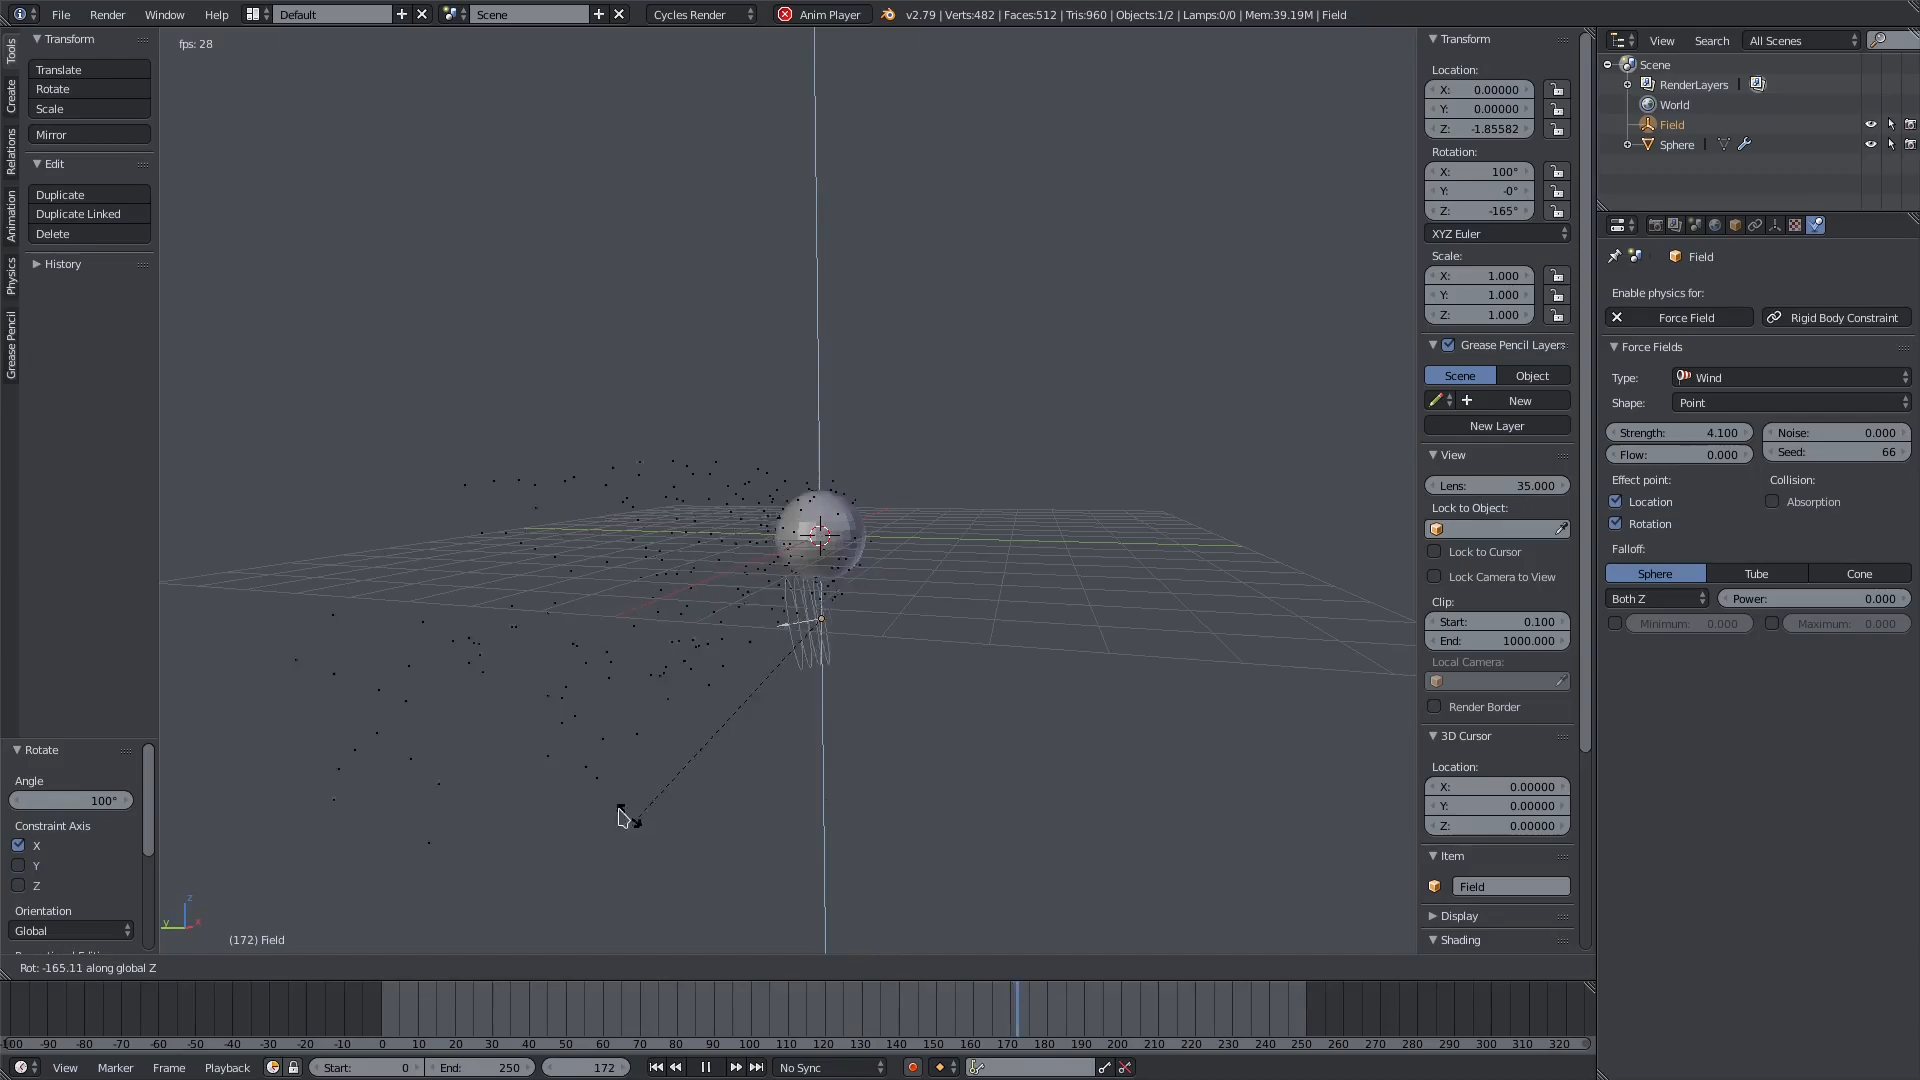 File Render Window Help Default Scene Cycles Render Anim Player v2.79 | Verts:482 | Faces:512 | Tris:960 | Objects:1/2 | Lamps:0/0 | Mem:39.19M | Field
Tools
Create
Relations
Animation
Physics
Grease Pencil
Transform
Translate
Rotate
Scale
Mirror
Edit
Duplicate
Duplicate Linked
Delete
History
Rotate
Angle
100°
Constraint Axis
X
Y
Z
Orientation
Global
fps: 28
z
y x
(172) Field
Rot: -165.11 along global Z
Transform
Location:
X: 0.00000
Y: 0.00000
Z: -1.85582
Rotation:
X: 100°
Y: -0°
Z: -165°
XYZ Euler
Scale:
X: 1.000
Y: 1.000
Z: 1.000
Grease Pencil Layers
Scene Object
New
New Layer
View
Lens: 35.000
Lock to Object:
Lock to Cursor
Lock Camera to View
Clip:
Start: 0.100
End: 1000.000
Local Camera:
Render Border
3D Cursor
Location:
X: 0.00000
Y: 0.00000
Z: 0.00000
Item
Field
Display
Shading
View Search All Scenes
Scene
RenderLayers |
World
Field
Sphere |
Field
Enable physics for:
Force Field Rigid Body Constraint
Force Fields
Type: Wind
Shape: Point
Strength: 4.100 Noise: 0.000
Flow: 0.000 Seed: 66
Effect point: Collision:
Location Absorption
Rotation
Falloff:
Sphere Tube Cone
Both Z Power: 0.000
Minimum: 0.000 Maximum: 0.000
-100 -90 -80 -70 -60 -50 -40 -30 -20 -10 0 10 20 30 40 50 60 70 80 90 100 110 120 130 140 150 160 170 180 190 200 210 220 230 240 250 260 270 280 290 300 310 320
View Marker Frame Playback Start: 0 End: 250 172 No Sync